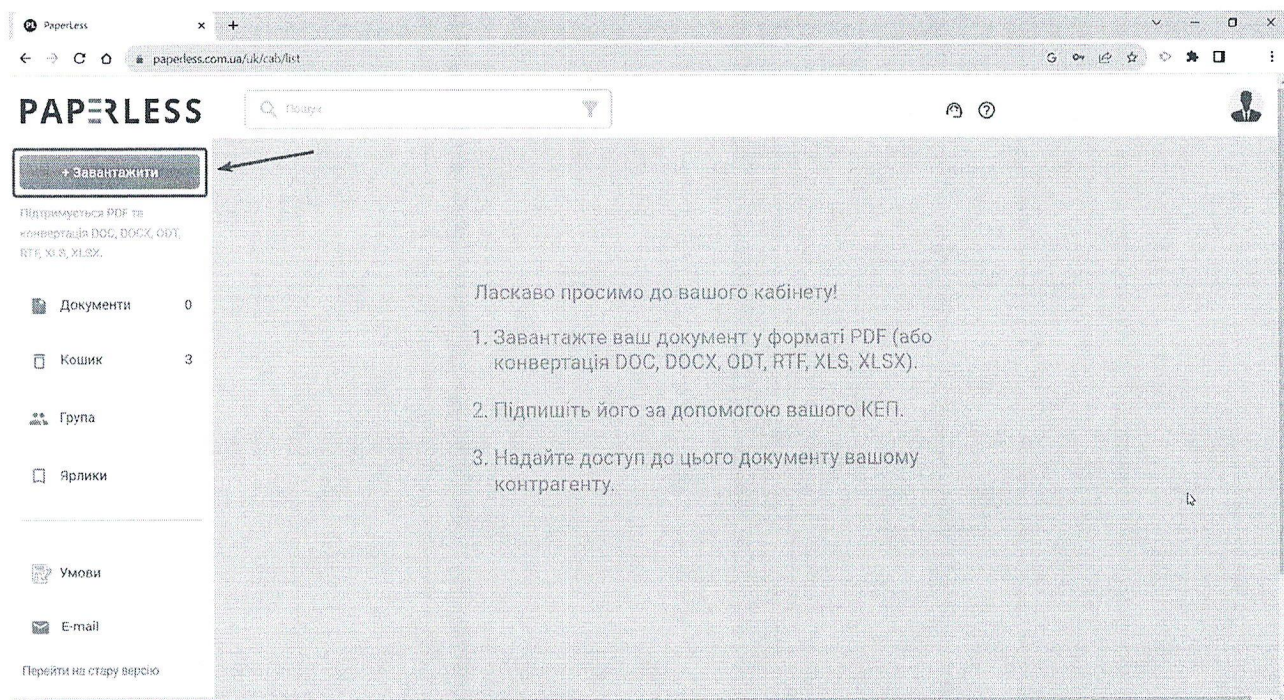 PL PaperLess
paperless.com.ua/uk/cab/list
PAPERLESS
Пошук
+ Завантажити
Підтримується PDF та
конвертація DOC, DOCX, ODT,
RTF, XLS, XLSX.
Документи 0
Кошик 3
Група
Ярлики
Умови
E-mail
Перейти на стару версію
Ласкаво просимо до вашого кабінету!
1. Завантажте ваш документ у форматі PDF (або
конвертація DOC, DOCX, ODT, RTF, XLS, XLSX).
2. Підпишіть його за допомогою вашого КЕП.
3. Надайте доступ до цього документу вашому
контрагенту.